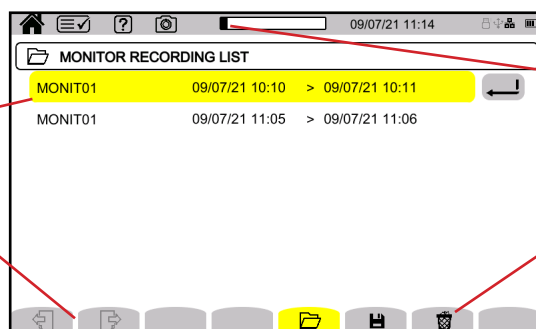 09/07/21 11:14
MONITOR RECORDING LIST
MONIT01 09/07/21 10:10 > 09/07/21 10:11
MONIT01 09/07/21 11:05 > 09/07/21 11:06